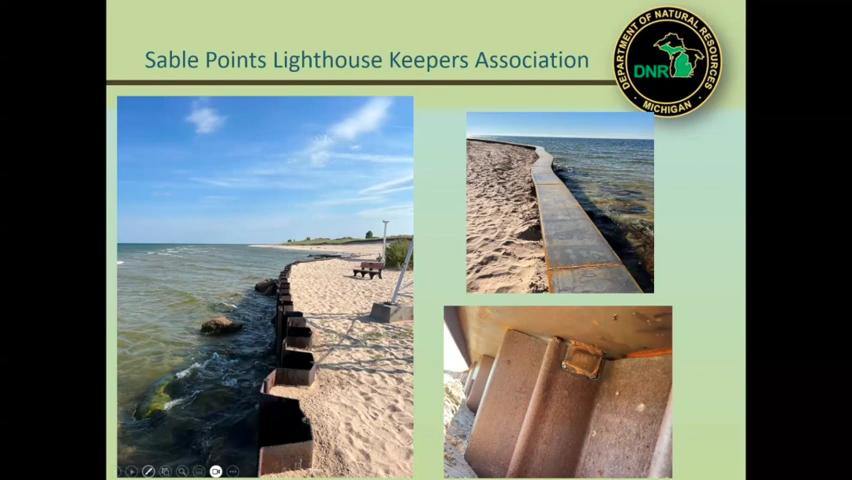 Sable Points Lighthouse Keepers Association
DEPARTMENT OF NATURAL RESOURCES
DNR
MICHIGAN